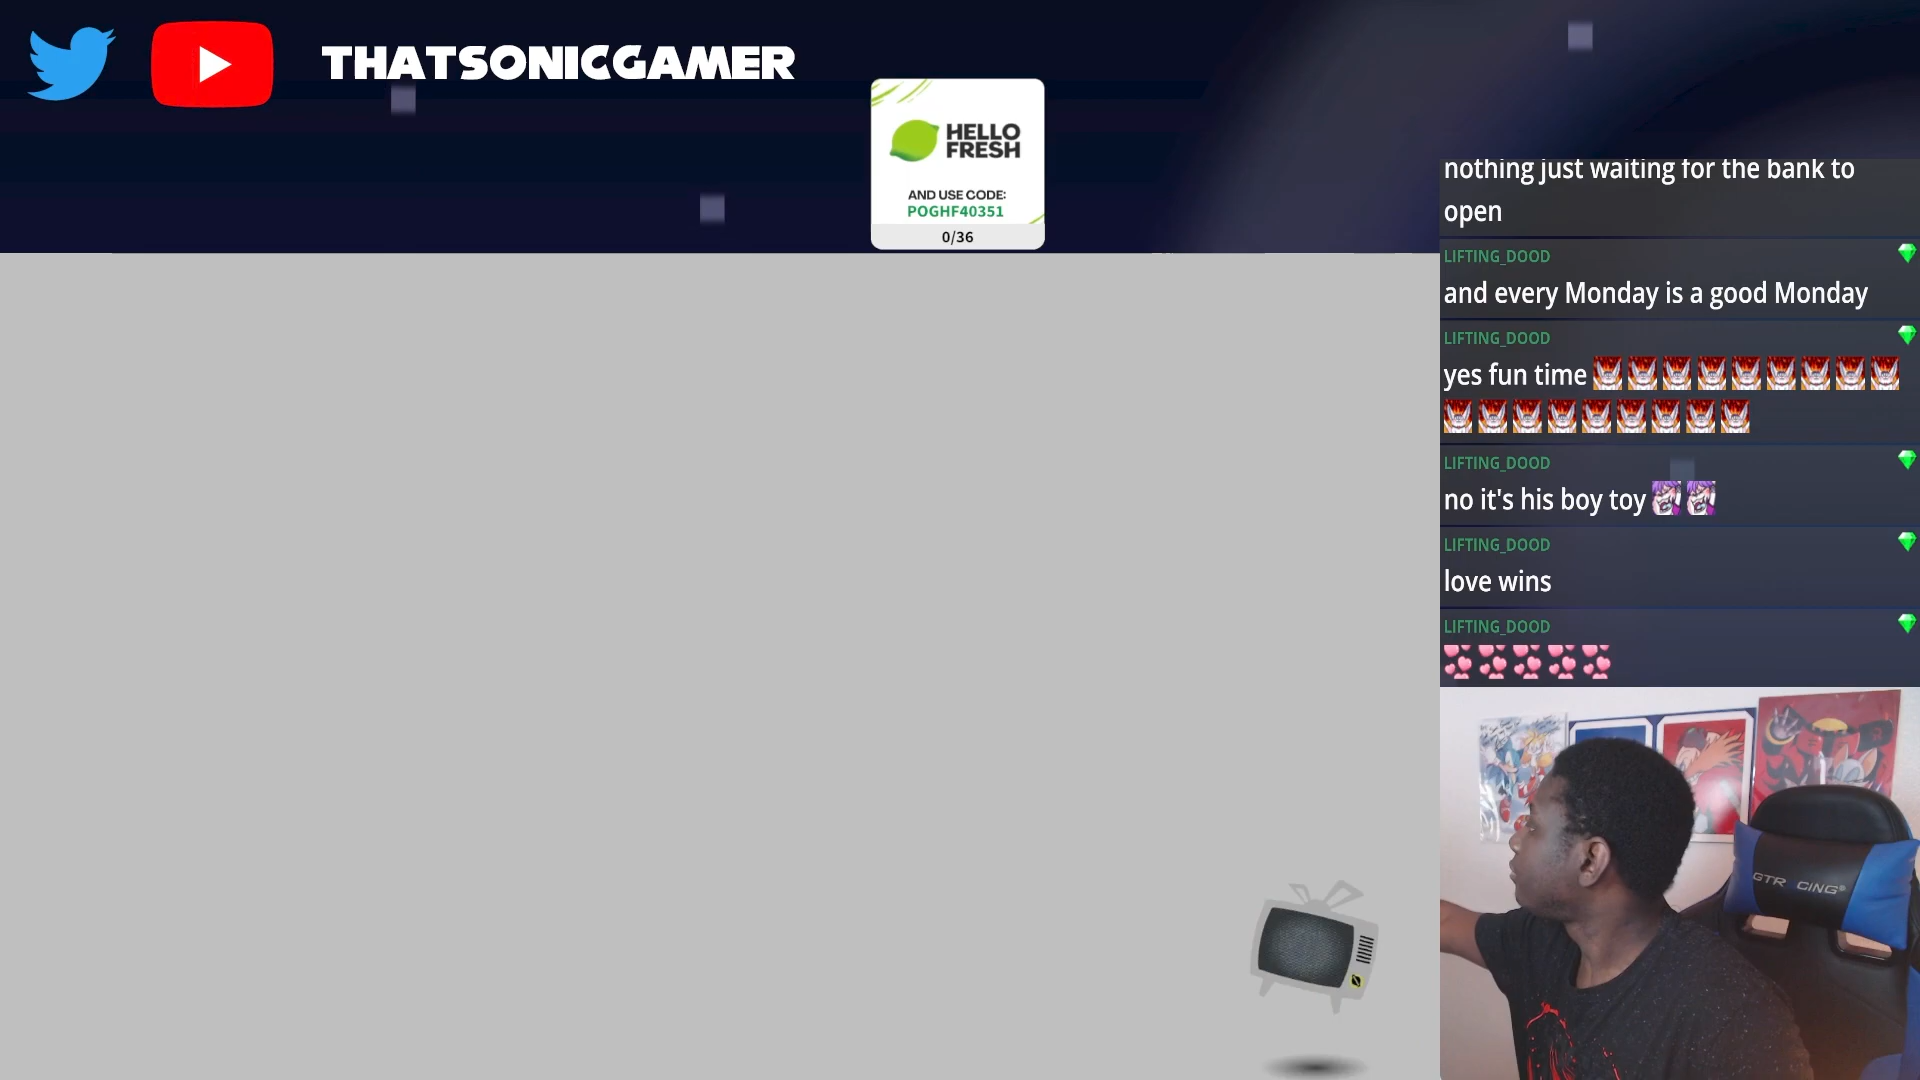 THATSONICGAMER
HELLO
FRESH
AND USE CODE:
POGHF40351
0/36
nothing just waiting for the bank to
open
LIFTING_DOOD
and every Monday is a good Monday
LIFTING_DOOD
yes fun time
LIFTING_DOOD
no it's his boy toy
LIFTING_DOOD
love wins
LIFTING_DOOD
GTR CING®